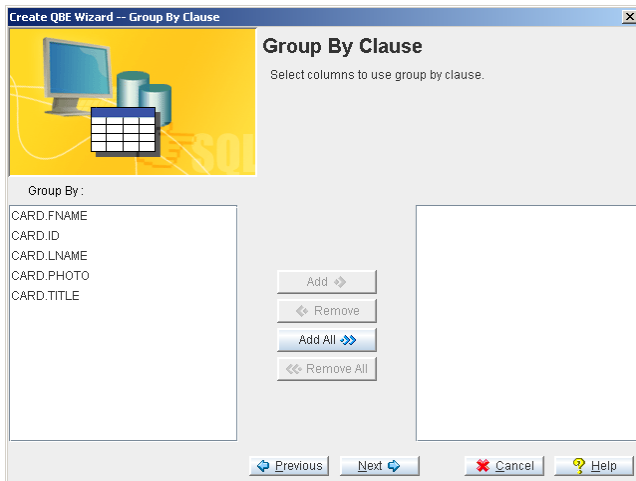 Create QBE Wizard -- Group By Clause
Group By Clause
Select columns to use group by clause.
SQL
Group By :
CARD.FNAME
CARD.ID
CARD.LNAME
CARD.PHOTO
CARD.TITLE
Add
Remove
Add All
Remove All
Previous
Next
Cancel
Help